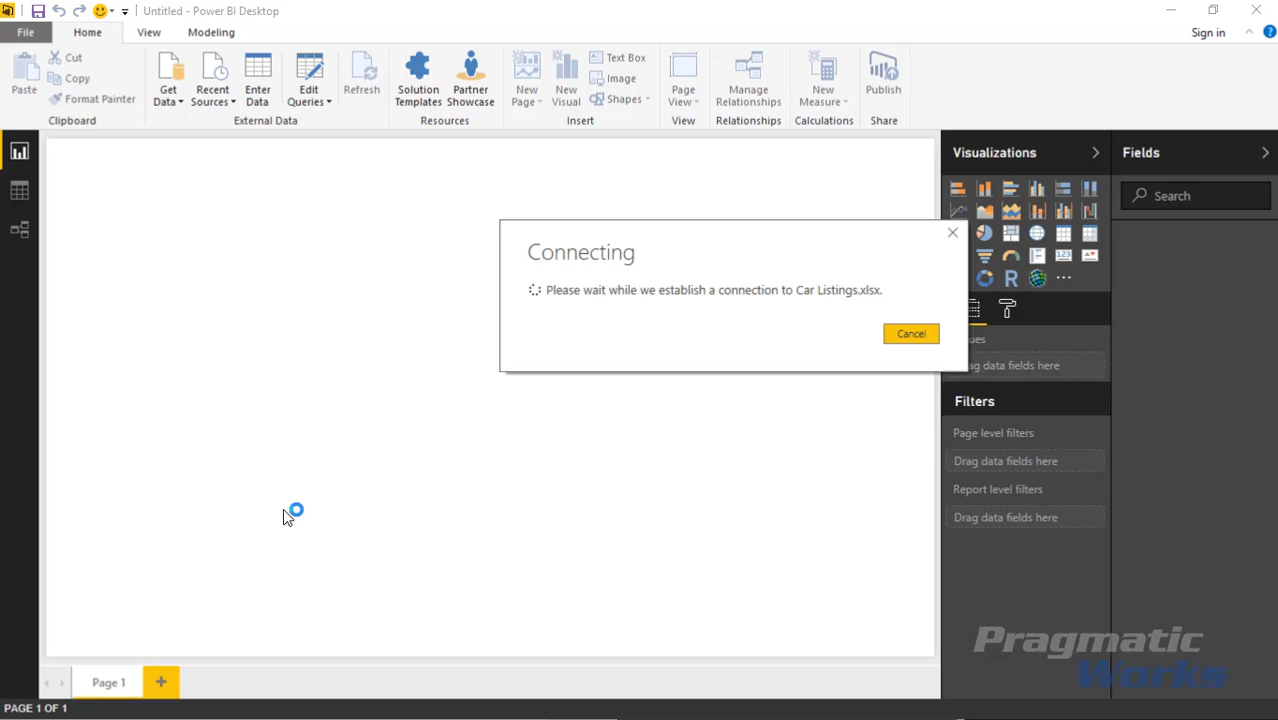 Untitled - Power BI Desktop
File Home View Modeling Sign in
Paste Cut Copy Format Painter
Get Data Recent Sources Enter Data Edit Queries Refresh
Solution Templates Partner Showcase
New Page New Visual Text Box Image Shapes
Page View Manage Relationships New Measure Publish
Clipboard External Data Resources Insert View Relationships Calculations Share
Visualizations
Fields
Search
Connecting
Please wait while we establish a connection to Car Listings.xlsx.
Cancel
R
123
ues
ag data fields here
Filters
Page level filters
Drag data fields here
Report level filters
Drag data fields here
Pragmatic
Works
Page 1
PAGE 1 OF 1